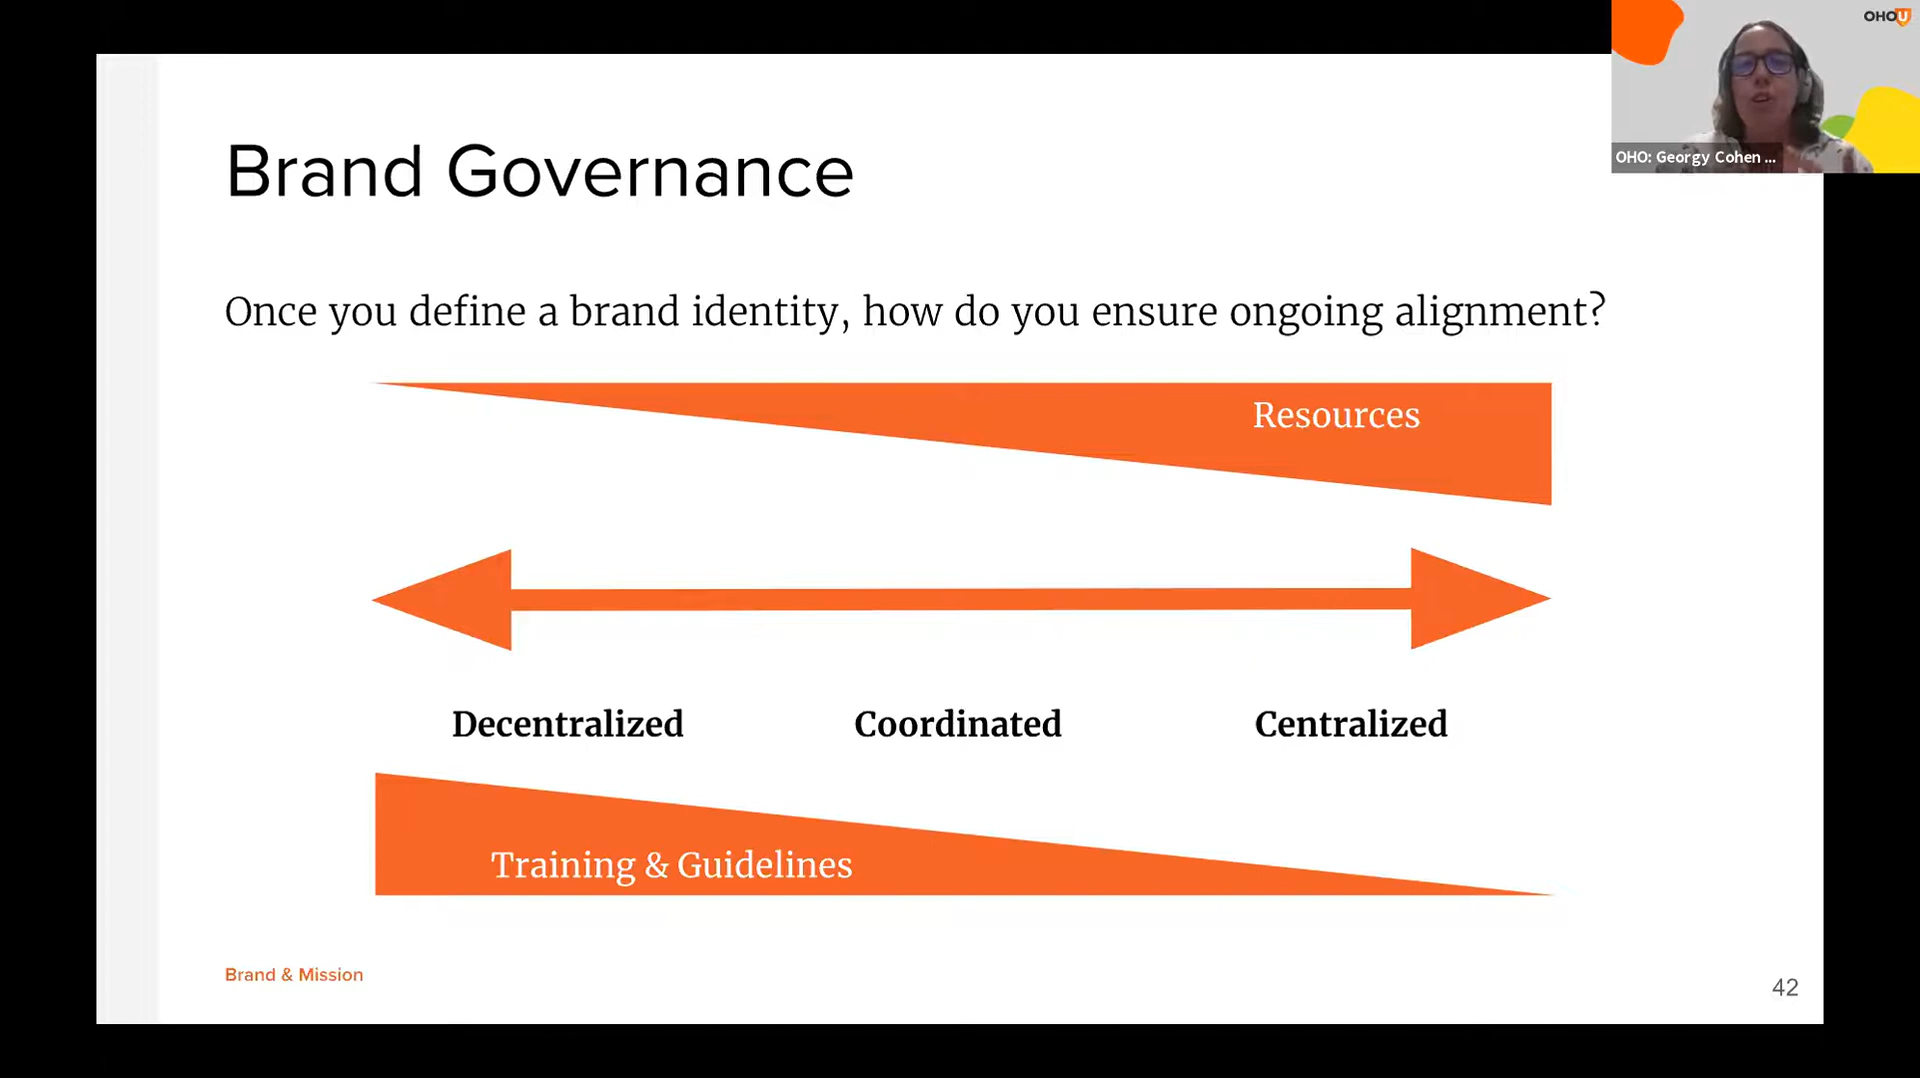 OHOU
Brand Governance
OHO: Georgy Cohen ...
Once you define a brand identity, how do you ensure ongoing alignment?
Resources
Decentralized
Coordinated
Centralized
Training & Guidelines
Brand & Mission
42